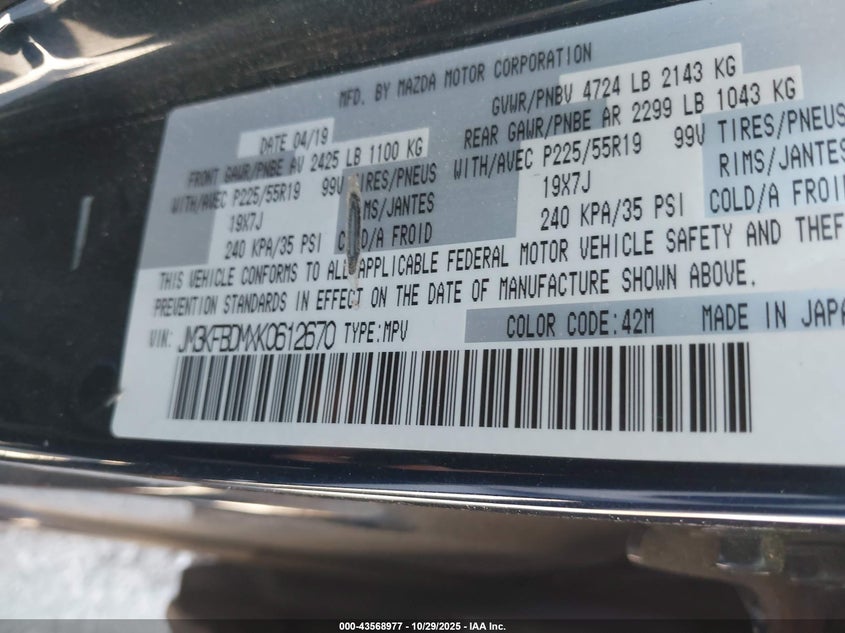 MFD. BY MAZDA MOTOR CORPORATION
DATE 04/19
GVWR/PNBV 4724 LB 2143 KG
FRONT GAWR/PNBE AV 2425 LB 1100 KG
REAR GAWR/PNBE AR 2299 LB 1043 KG
WITH/AVEC P225/55R19 99V TIRES/PNEUS
WITH/AVEC P225/55R19 99V TIRES/PNEUS
19X7J RIMS/JANTES
19X7J RIMS/JANTES
240 KPA/35 PSI COLD/A FROID
240 KPA/35 PSI COLD/A FROID
THIS VEHICLE CONFORMS TO ALL APPLICABLE FEDERAL MOTOR VEHICLE SAFETY AND THEF
PREVENTION STANDARDS IN EFFECT ON THE DATE OF MANUFACTURE SHOWN ABOVE.
VIN: JM3KFBDMXK0612670 TYPE:MPV
COLOR CODE:42M MADE IN JAPA
000-43568977 | 10/29/2025 - IAA Inc.